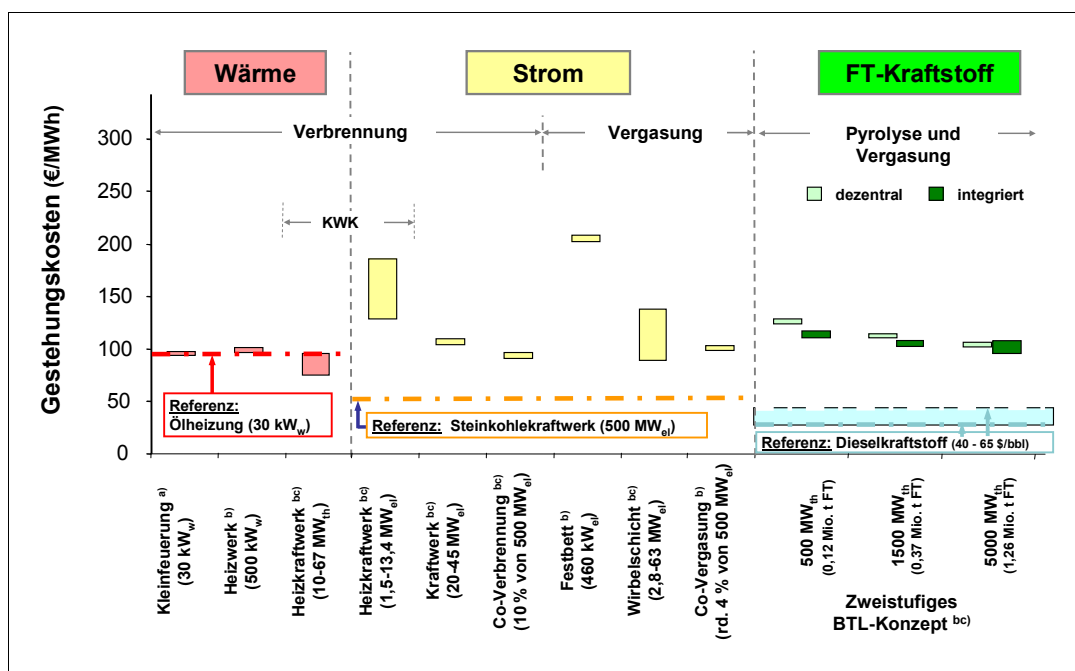 Wärme
Strom
FT-Kraftstoff
Gestehungskosten (€/MWh)
300
250
200
150
100
50
0
Verbrennung
Vergasung
Pyrolyse und
Vergasung
dezentral
integriert
KWK
Referenz:
Ölheizung (30 kWw)
Referenz: Steinkohlekraftwerk (500 MWel)
Referenz: Dieselkraftstoff (40 - 65 $/bbl)
Kleinfeuerung a)
(30 kWw)
Heizwerk b)
(500 kWw)
Heizkraftwerk bc)
(10-67 MWth)
Heizkraftwerk bc)
(1,5-13,4 MWel)
Kraftwerk bc)
(20-45 MWel)
Co-Verbrennung bc)
(10 % von 500 MWel)
Festbett b)
(460 kWel)
Wirbelschicht bc)
(2,8-63 MWel)
Co-Vergasung b)
(rd. 4 % von 500 MWel)
500 MWth
(0,12 Mio. t FT)
1500 MWth
(0,37 Mio. t FT)
5000 MWth
(1,26 Mio. t FT)
Zweistufiges
BTL-Konzept bc)